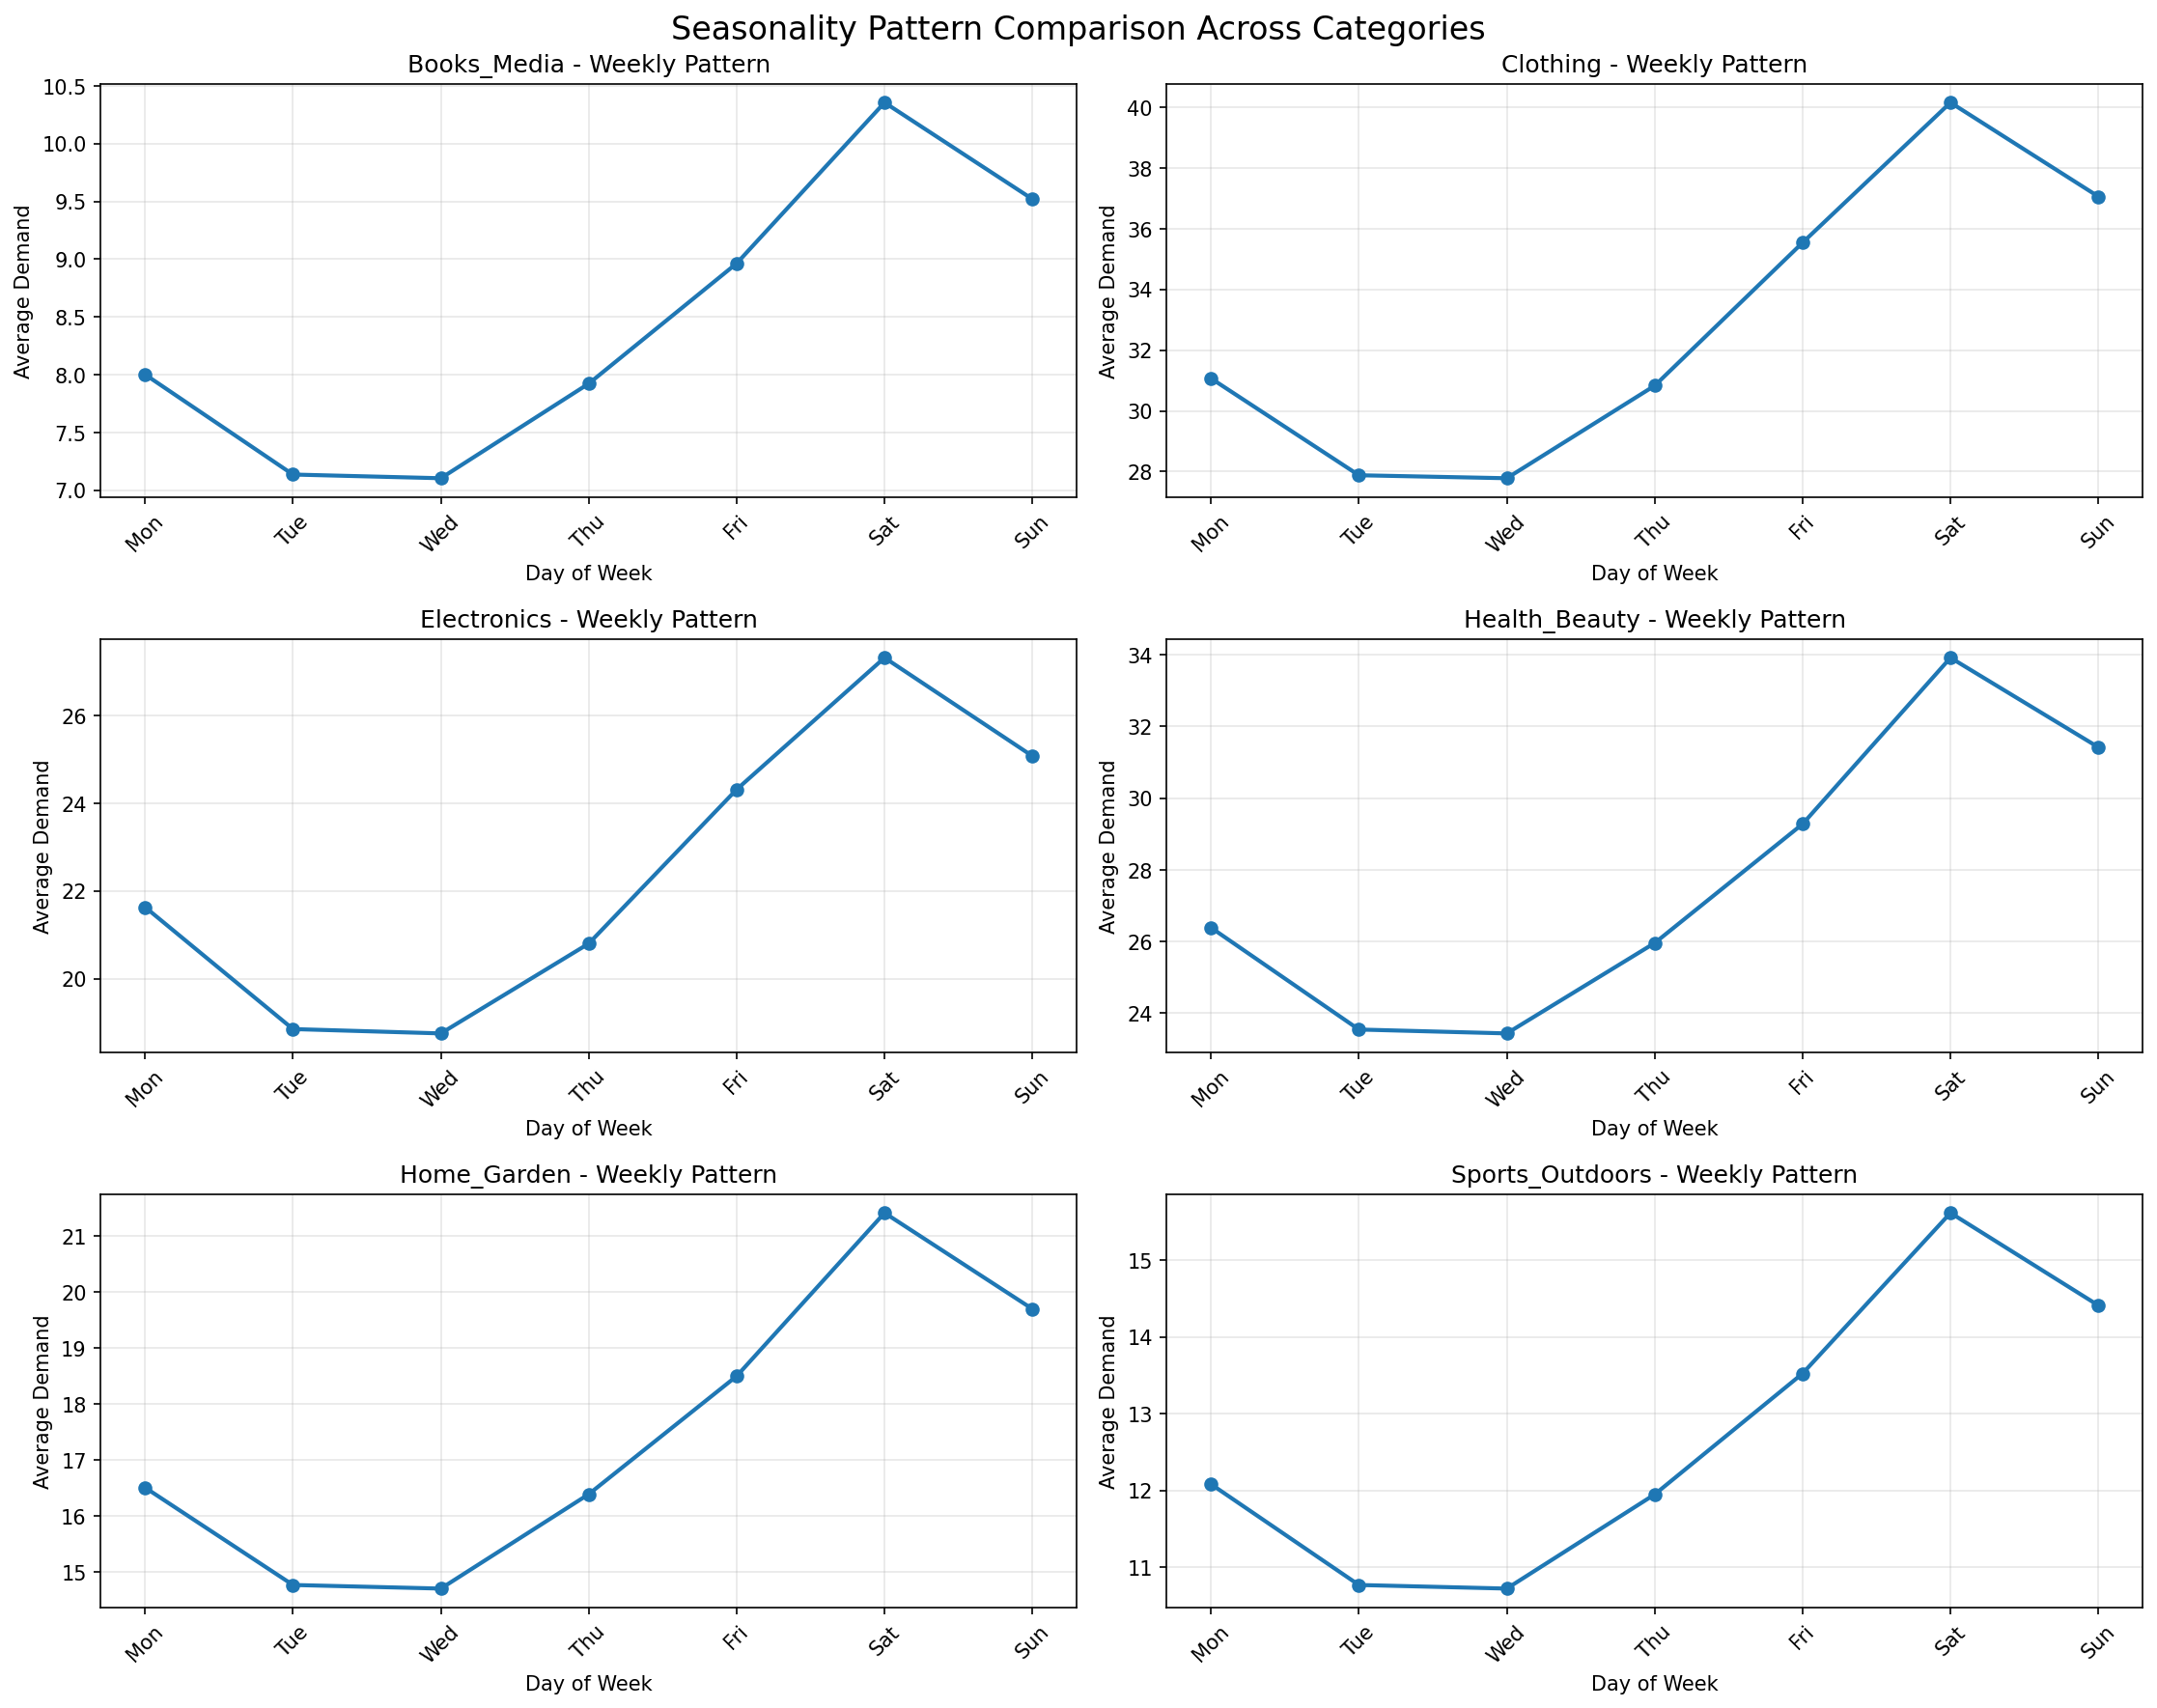 Seasonality Pattern Comparison Across Categories
Books_Media - Weekly Pattern
10.5
10.0
9.5
9.0
8.5
8.0
7.5
7.0
Average Demand
Mon Tue Wed Thu Fri Sat Sun
Day of Week
Clothing - Weekly Pattern
40
38
36
34
32
30
28
Average Demand
Mon Tue Wed Thu Fri Sat Sun
Day of Week
Electronics - Weekly Pattern
26
24
22
20
Average Demand
Mon Tue Wed Thu Fri Sat Sun
Day of Week
Health_Beauty - Weekly Pattern
34
32
30
28
26
24
Average Demand
Mon Tue Wed Thu Fri Sat Sun
Day of Week
Home_Garden - Weekly Pattern
21
20
19
18
17
16
15
Average Demand
Mon Tue Wed Thu Fri Sat Sun
Day of Week
Sports_Outdoors - Weekly Pattern
15
14
13
12
11
Average Demand
Mon Tue Wed Thu Fri Sat Sun
Day of Week